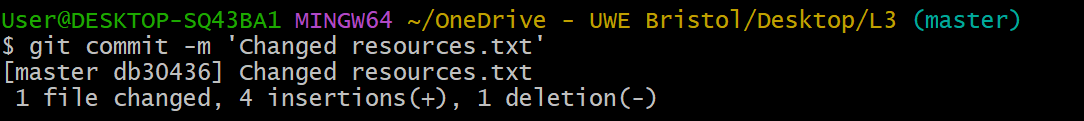 User@DESKTOP-SQ43BA1 MINGW64 ~/OneDrive - UWE Bristol/Desktop/L3 (master)
$ git commit -m 'Changed resources.txt'
[master db30436] Changed resources.txt
 1 file changed, 4 insertions(+), 1 deletion(-)